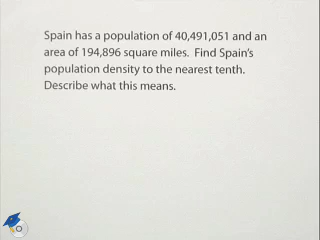 Spain has a population of 40,491,051 and an
area of 194,896 square miles.  Find Spain's
population density to the nearest tenth.
Describe what this means.